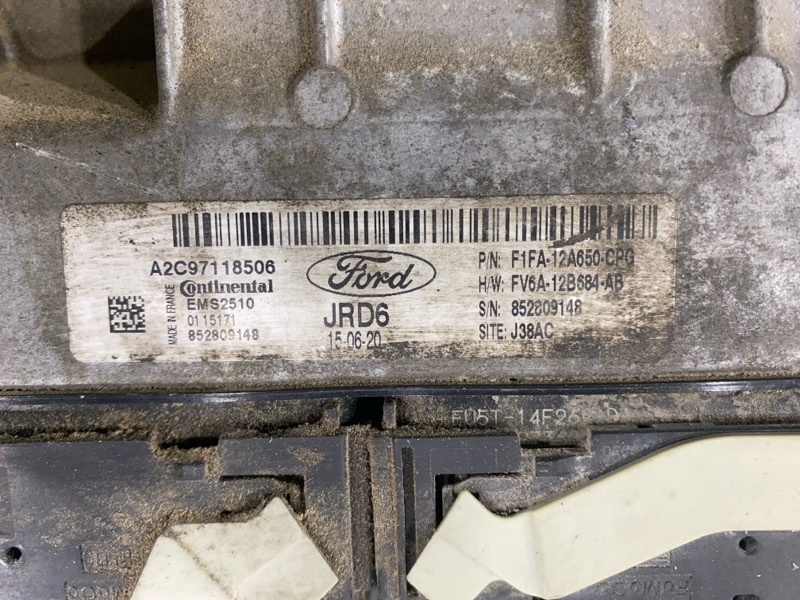 A2C97118506
Continental
EMS2510
0115171
852809148
MADE IN FRANCE
Ford
JRD6
15-06-20
P/N: F1FA-12A650-CPG
H/W: FV6A-12B684-AB
S/N: 852809148
SITE: J38AC
FoMoCo